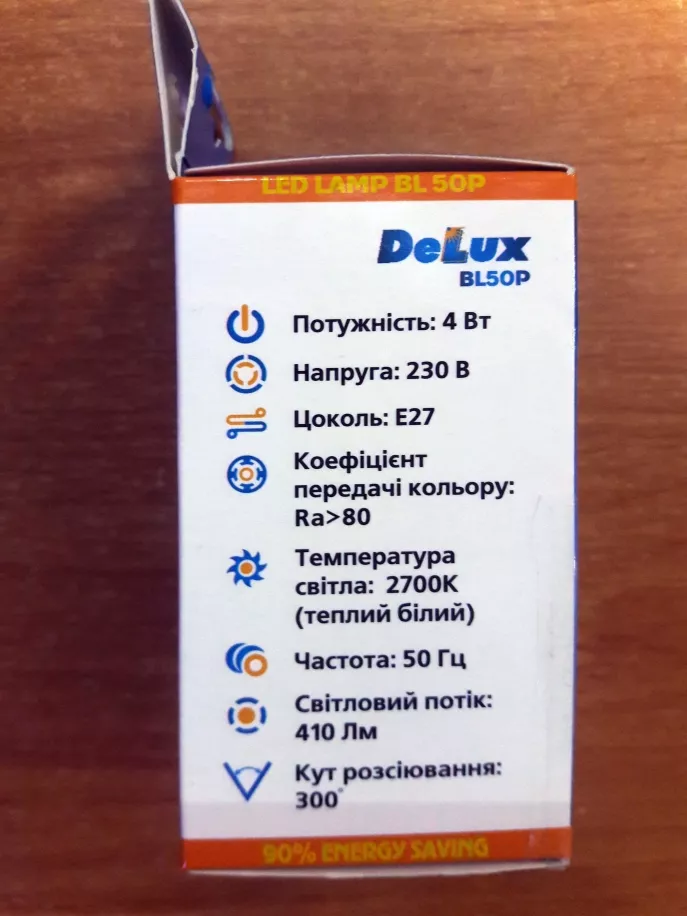 LED LAMP BL 50P
DeLux
BL50P
Потужність: 4 Вт
Напруга: 230 В
Цоколь: E27
Коефіцієнт
передачі кольору:
Ra>80
Температура
світла: 2700К
(теплий білий)
Частота: 50 Гц
Світловий потік:
410 Лм
Кут розсіювання:
300°
90% ENERGY SAVING